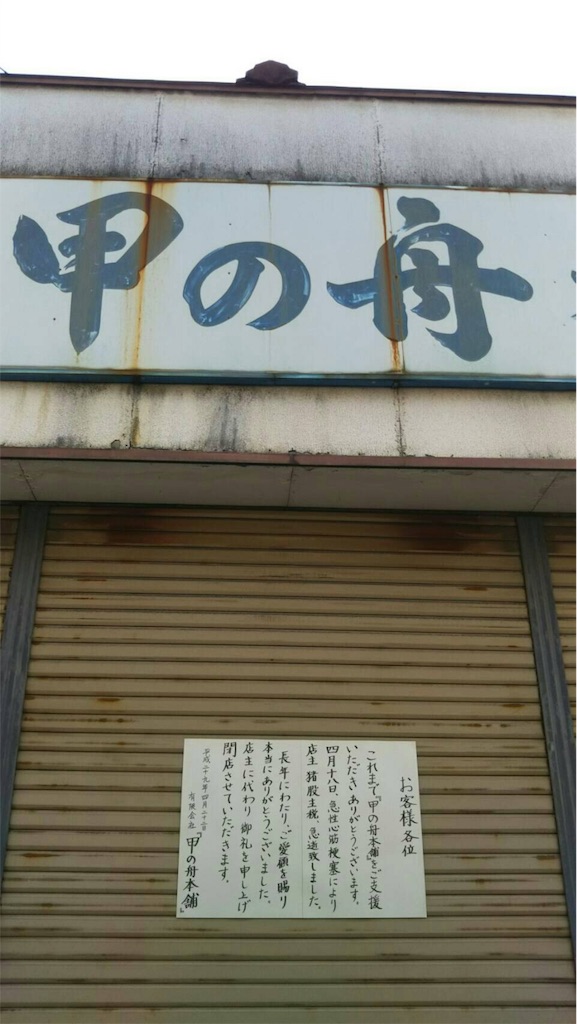 甲の舟
お客様各位
これまで『甲の舟本舗』をご支援
いただきありがとうございます。
四月十八日、急性心筋梗塞により
店主 猪股主税、急逝致しました。
長年にわたり、ご愛顧を賜り
本当にありがとうございました。
店主に代わり 御礼を申し上げ
閉店させていただきます。
平成二十九年四月二十二日
有限会社『甲の舟本舗』